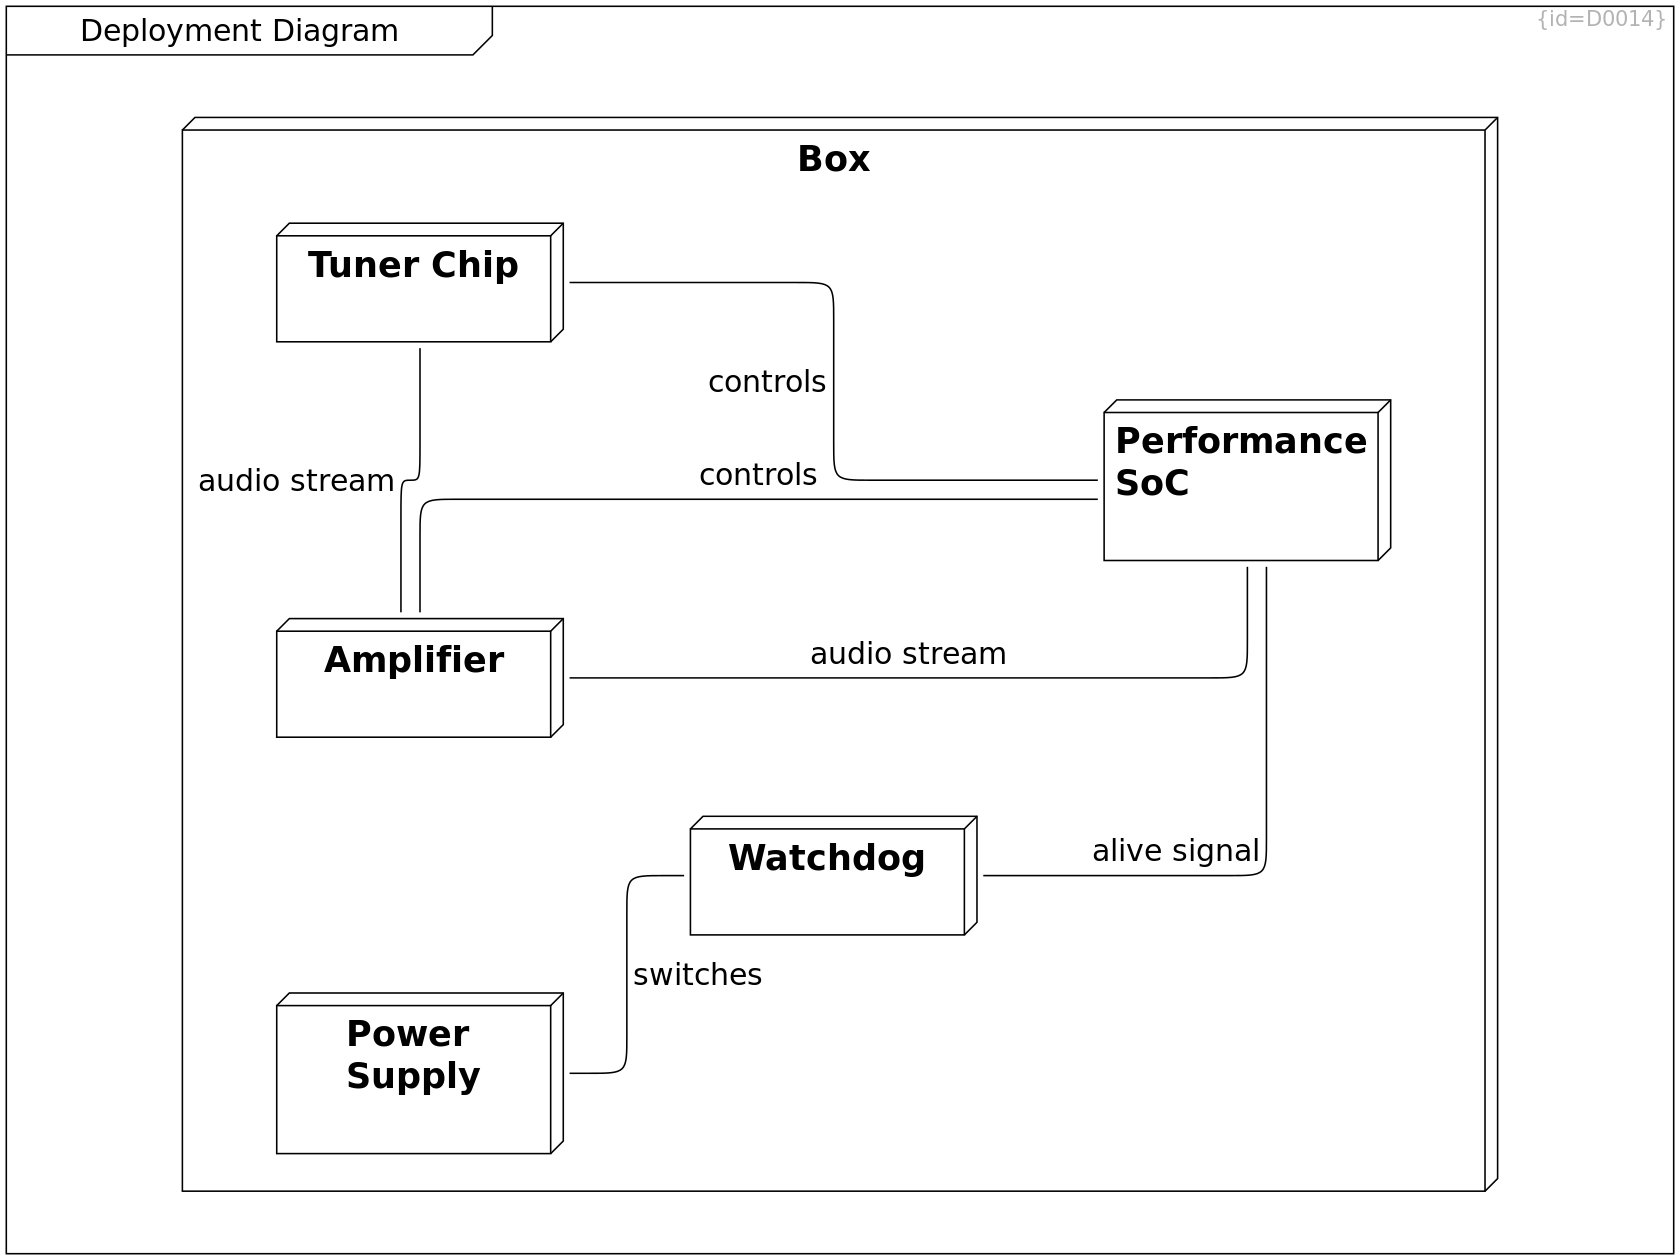 Deployment Diagram
{id=D0014}
Box
Tuner Chip
controls
Performance
SoC
audio stream
controls
Amplifier
audio stream
Watchdog
alive signal
switches
Power
Supply